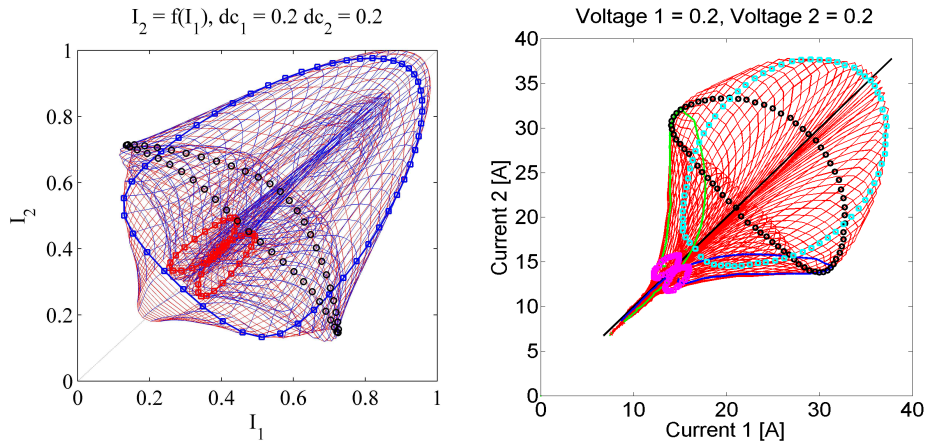 I₂ = f(I₁), dc₁ = 0.2 dc₂ = 0.2
1
0.8
0.6
0.4
0.2
0
I₂
0 0.2 0.4 0.6 0.8 1
I₁
Voltage 1 = 0.2, Voltage 2 = 0.2
40
35
30
25
20
15
10
5
0
Current 2 [A]
0 10 20 30 40
Current 1 [A]